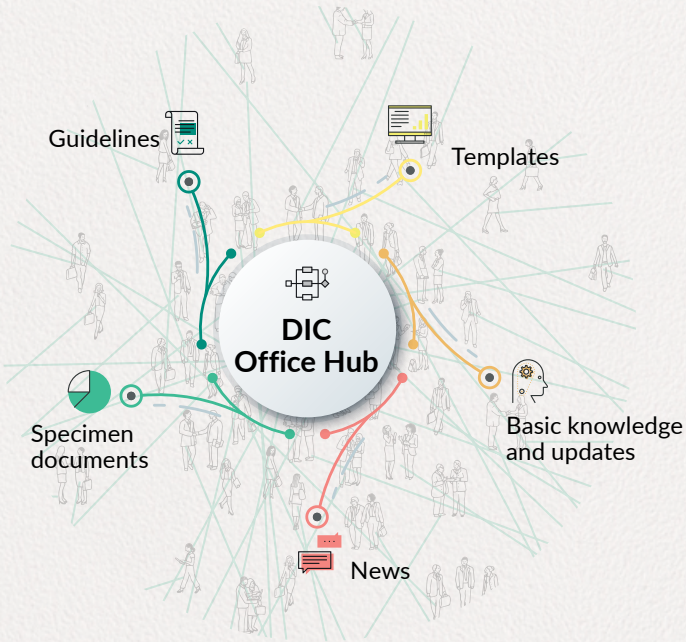 Guidelines
Templates
DIC
Office Hub
Specimen
documents
Basic knowledge
and updates
News